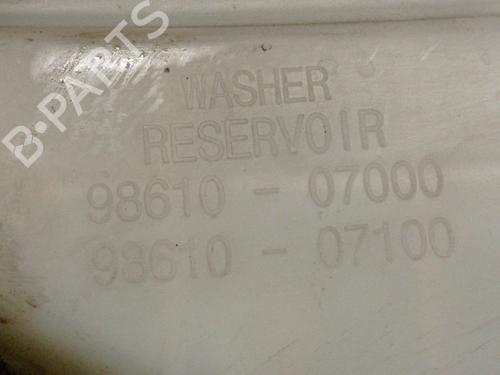 B-PARTS
WASHER
RESERVOIR
98610 - 07000
98610 - 07100